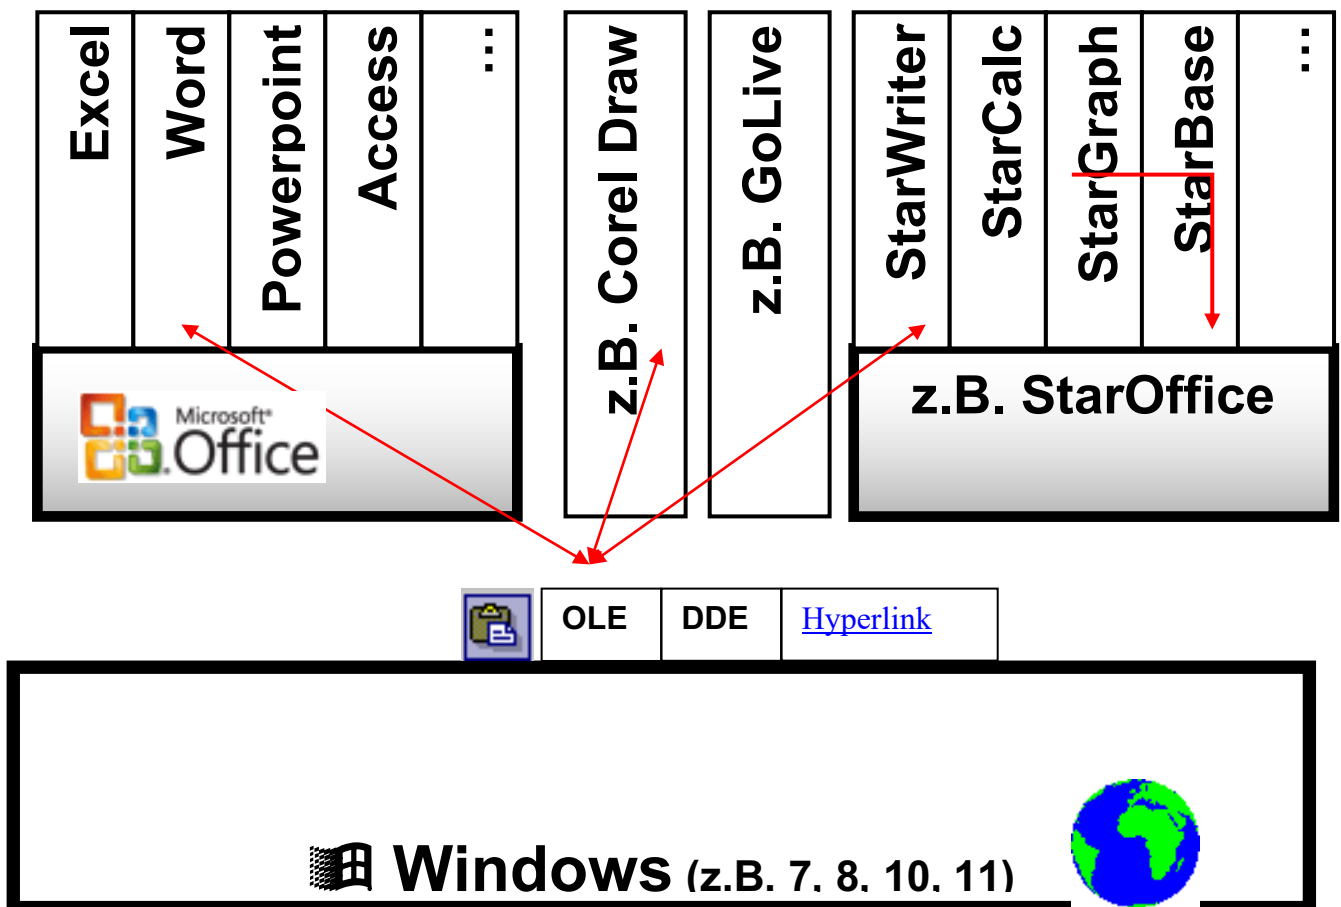 Excel
Word
Powerpoint
Access
...
z.B. Corel Draw
z.B. GoLive
StarWriter
StarCalc
StarGraph
StarBase
...
Microsoft®
Office
z.B. StarOffice
OLE
DDE
Hyperlink
Windows (z.B. 7, 8, 10, 11)